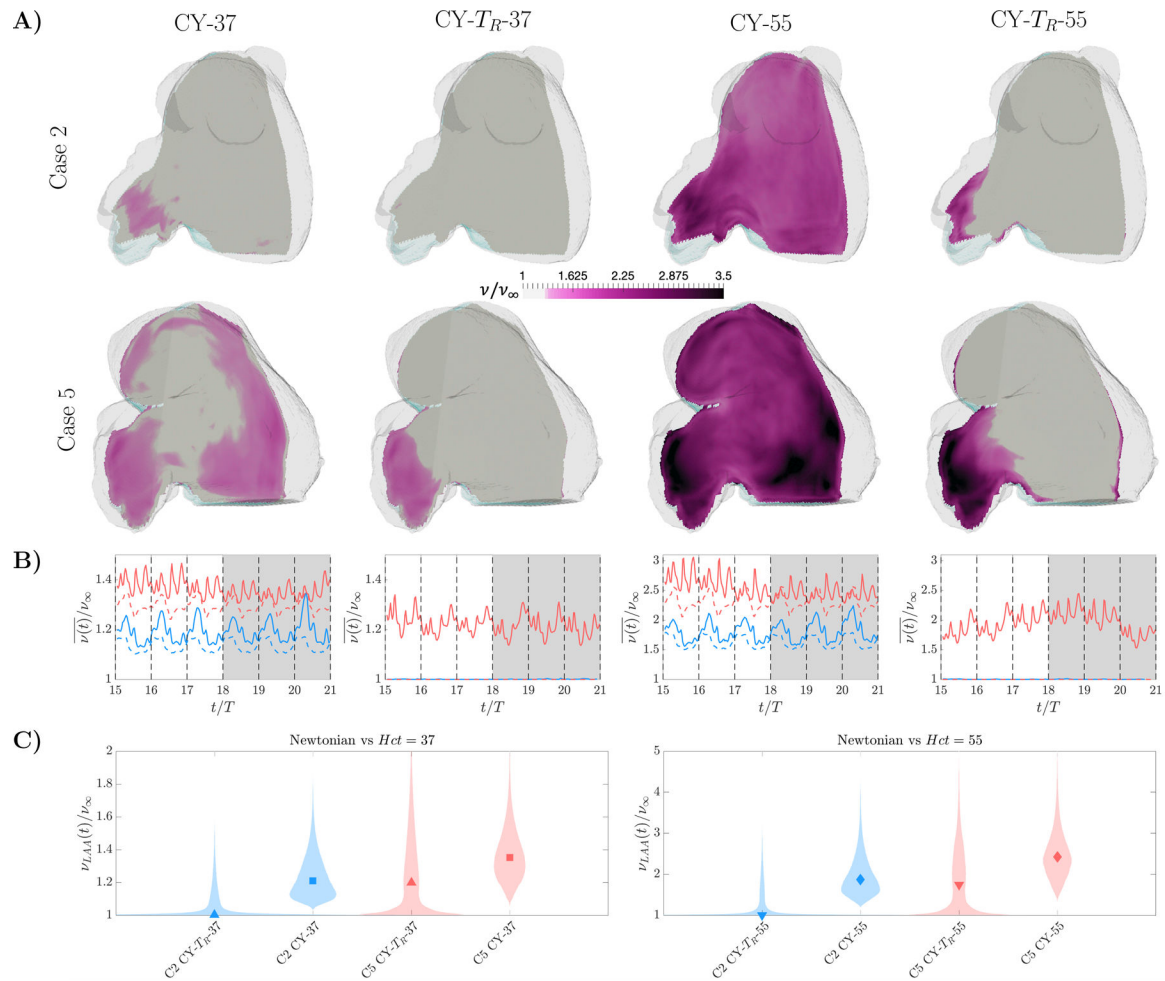 A)
CY-37
CY-T_R-37
CY-55
CY-T_R-55
Case 2
1 1.625 2.25 2.875 3.5
ν/ν∞
Case 5
B)
1.4
1.2
1
ν(t)/ν∞
15 16 17 18 19 20 21
t/T
1.4
1.2
1
ν(t)/ν∞
15 16 17 18 19 20 21
t/T
3
2.5
2
1.5
1
ν(t)/ν∞
15 16 17 18 19 20 21
t/T
3
2.5
2
1.5
1
ν(t)/ν∞
15 16 17 18 19 20 21
t/T
C)
Newtonian vs Hct = 37
2
1.8
1.6
1.4
1.2
1
ν_LAA(t)/ν∞
C2 CY-T_R-37
C2 CY-37
C5 CY-T_R-37
C5 CY-37
Newtonian vs Hct = 55
5
4
3
2
1
ν_LAA(t)/ν∞
C2 CY-T_R-55
C2 CY-55
C5 CY-T_R-55
C5 CY-55